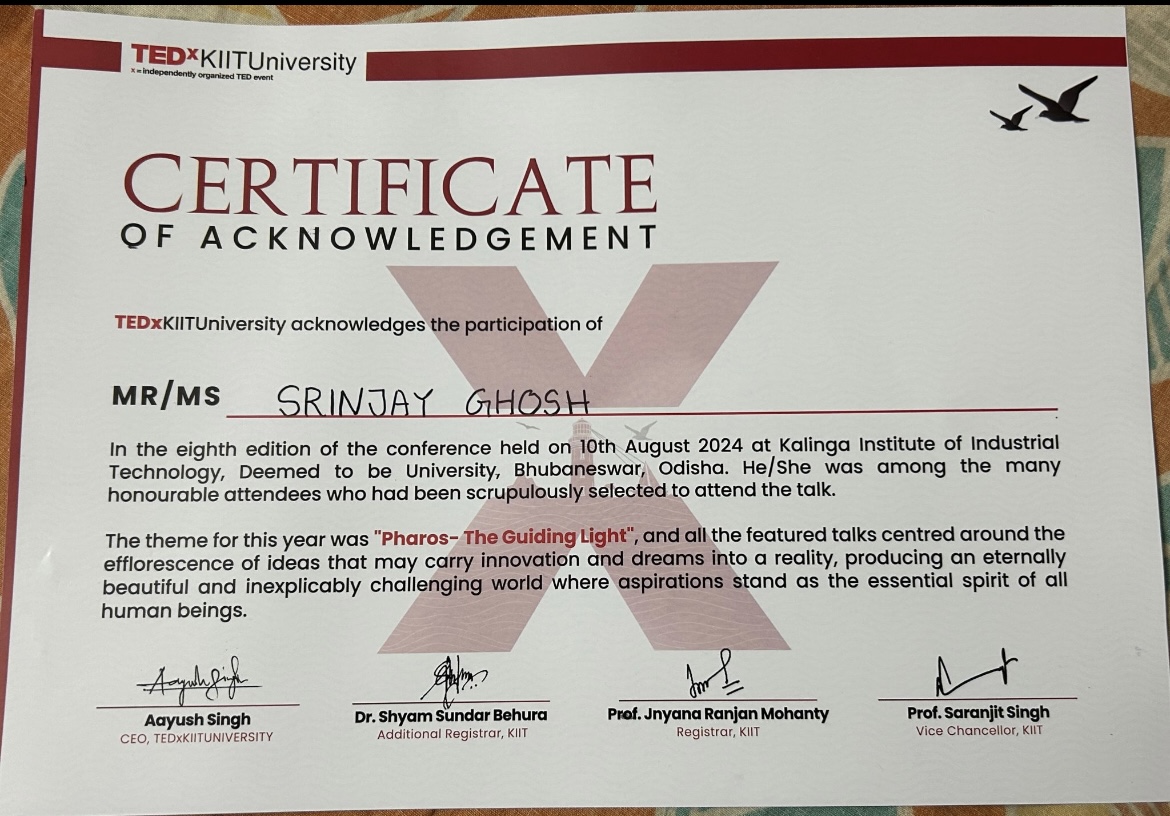 TEDxKIITUniversity
x = independently organized TED event
CERTIFICATE
OF ACKNOWLEDGEMENT
TEDxKIITUniversity acknowledges the participation of
MR/MS SRINJAY GHOSH
In the eighth edition of the conference held on 10th August 2024 at Kalinga Institute of Industrial
Technology, Deemed to be University, Bhubaneswar, Odisha. He/She was among the many
honourable attendees who had been scrupulously selected to attend the talk.
The theme for this year was "Pharos- The Guiding Light", and all the featured talks centred around the
efflorescence of ideas that may carry innovation and dreams into a reality, producing an eternally
beautiful and inexplicably challenging world where aspirations stand as the essential spirit of all
human beings.
Aayush Singh
Aayush Singh
CEO, TEDxKIITUNIVERSITY
Dr. Shyam Sundar Behura
Additional Registrar, KIIT
Prof. Jnyana Ranjan Mohanty
Registrar, KIIT
Prof. Saranjit Singh
Vice Chancellor, KIIT